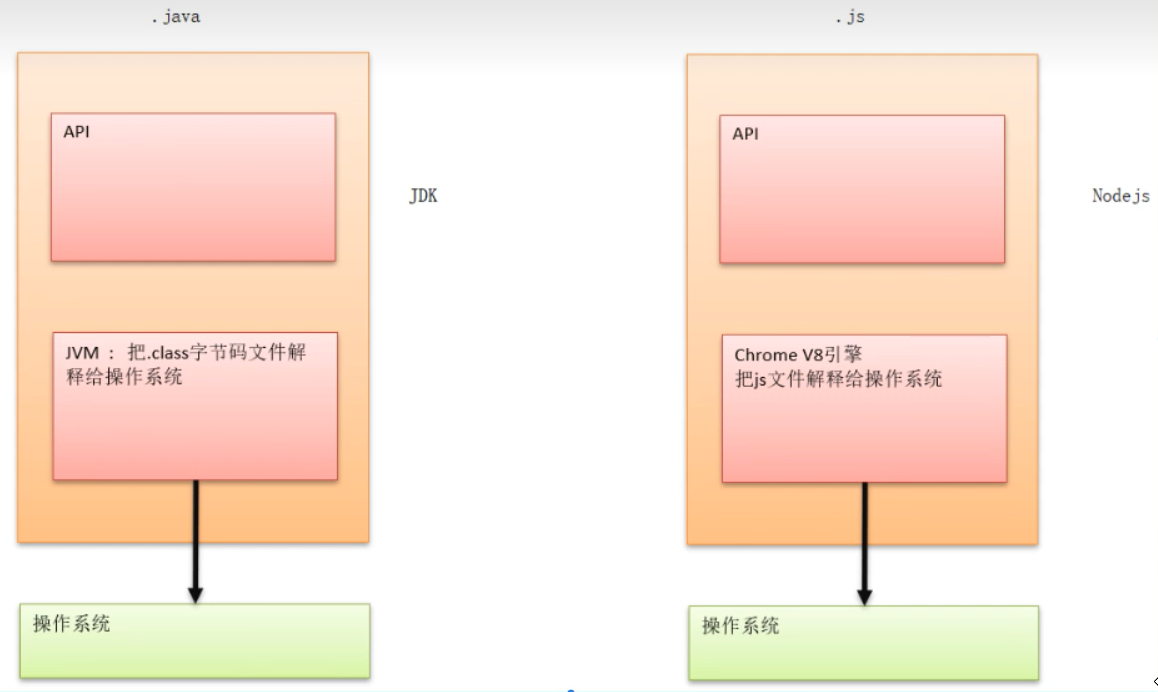 .java
API
JDK
JVM ： 把.class字节码文件解
释给操作系统
操作系统
.js
API
Nodejs
Chrome V8引擎
把js文件解释给操作系统
操作系统